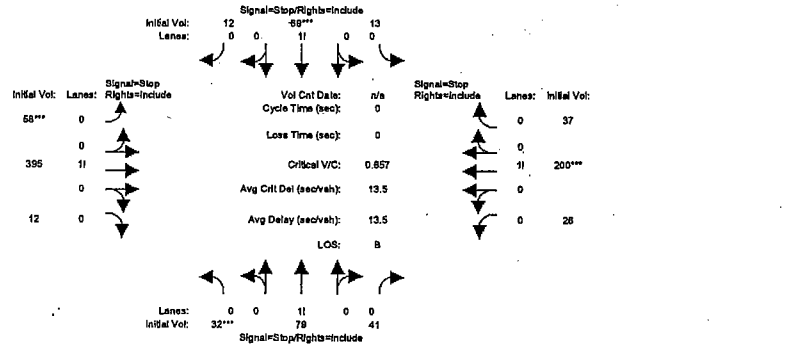 Signal=Stop/Rights=Include
Initial Vol: 12 69*** 13
Lanes: 0 0 1! 0 0
Signal=Stop
Initial Vol: Lanes: Rights=Include
Vol Cnt Date: n/a
Signal=Stop
Rights=Include Lanes: Initial Vol:
Cycle Time (sec): 0
68*** 0
0 37
Loss Time (sec): 0
0
0
395 1!
Critical V/C: 0.657
1! 200***
0
Avg Crit Del (sec/veh): 13.5
0
12 0
Avg Delay (sec/veh): 13.5
0 28
LOS: B
Lanes: 0 0 1! 0 0
Initial Vol: 32*** 79 41
Signal=Stop/Rights=Include